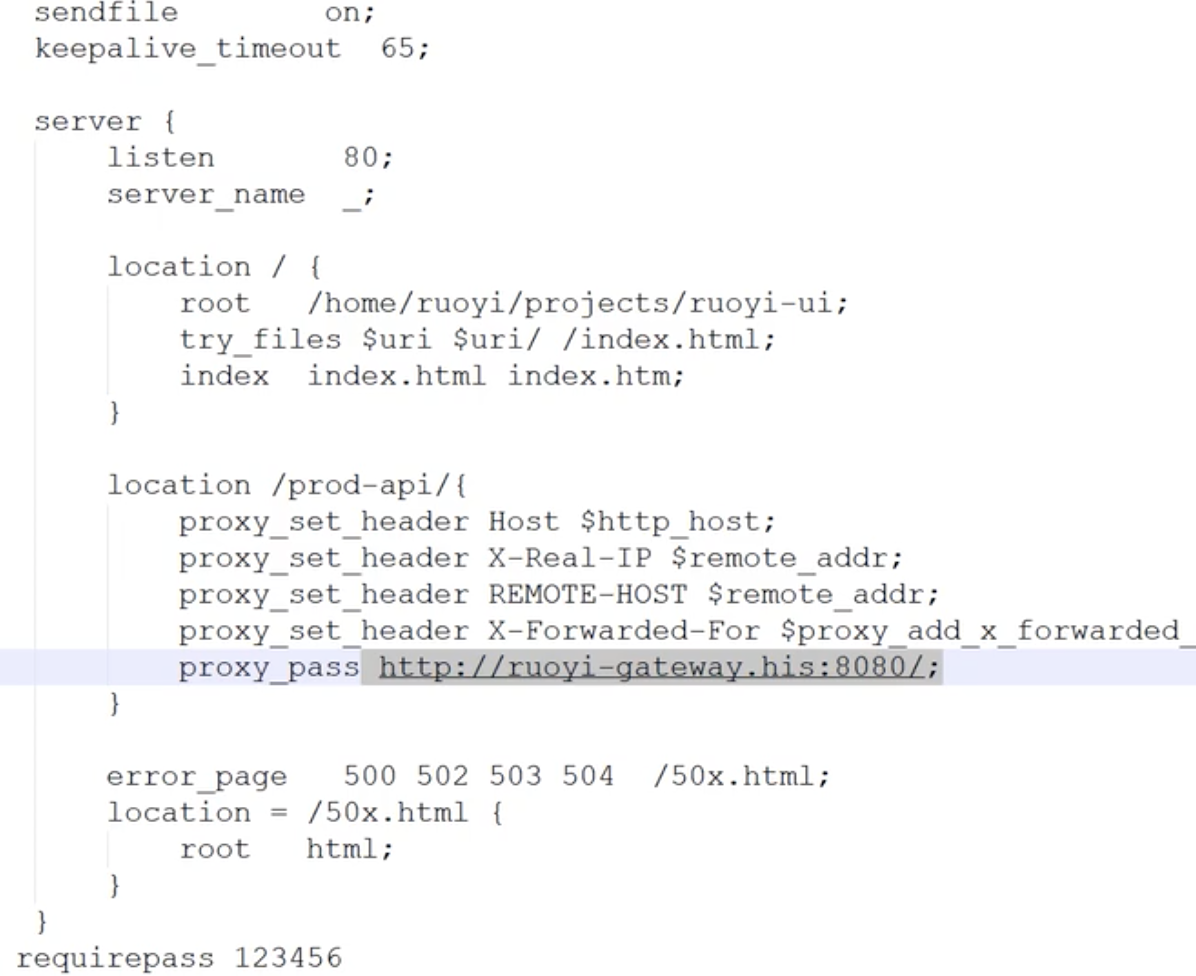 sendfile        on;
keepalive_timeout  65;
server {
listen       80;
server_name  _;
location / {
root   /home/ruoyi/projects/ruoyi-ui;
try_files $uri $uri/ /index.html;
index  index.html index.htm;
}
location /prod-api/{
proxy_set_header Host $http_host;
proxy_set_header X-Real-IP $remote_addr;
proxy_set_header REMOTE-HOST $remote_addr;
proxy_set_header X-Forwarded-For $proxy_add_x_forwarded_
proxy_pass http://ruoyi-gateway.his:8080/;
}
error_page   500 502 503 504  /50x.html;
location = /50x.html {
root   html;
}
}
requirepass 123456